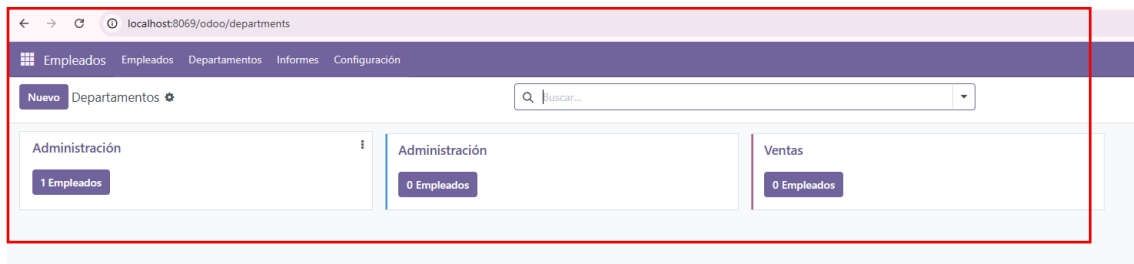 localhost:8069/odoo/departments
Empleados Empleados Departamentos Informes Configuración
Nuevo Departamentos Buscar...
Administración Administración Ventas
1 Empleados 0 Empleados 0 Empleados